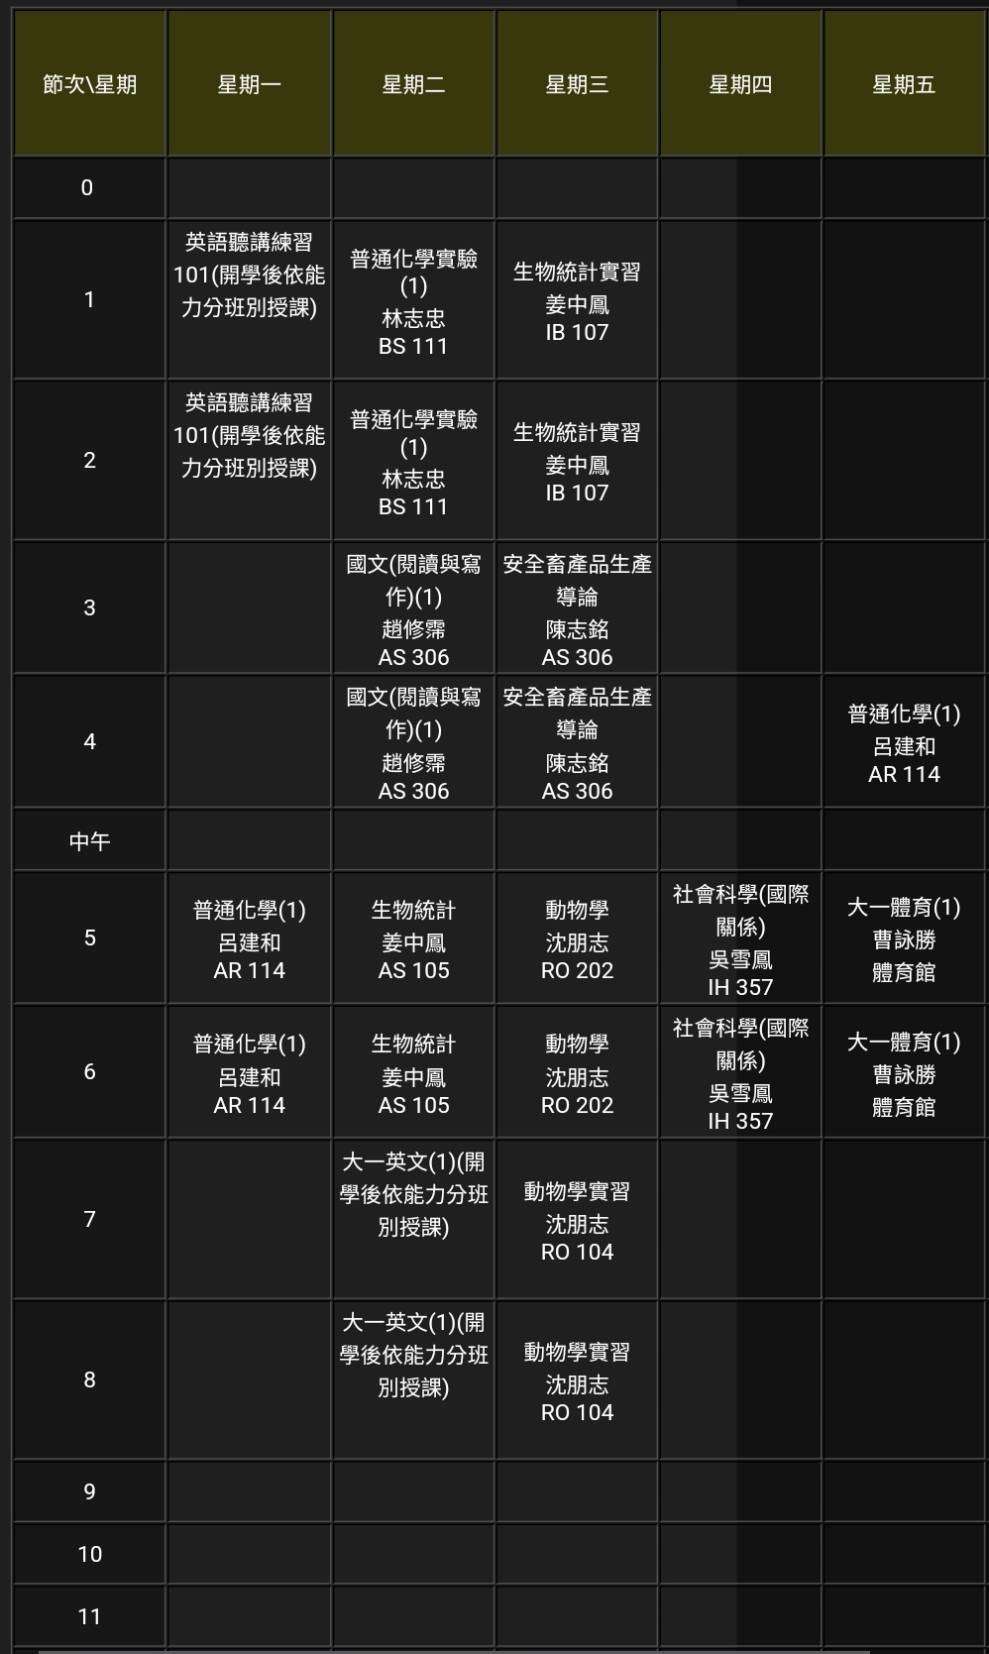 節次\星期 星期一 星期二 星期三 星期四 星期五
0
1
英語聽講練習
101(開學後依能
力分班別授課)
普通化學實驗
(1)
林志忠
BS 111
生物統計實習
姜中鳳
IB 107
2
英語聽講練習
101(開學後依能
力分班別授課)
普通化學實驗
(1)
林志忠
BS 111
生物統計實習
姜中鳳
IB 107
3
國文(閱讀與寫
作)(1)
趙修霈
AS 306
安全畜產品生產
導論
陳志銘
AS 306
4
國文(閱讀與寫
作)(1)
趙修霈
AS 306
安全畜產品生產
導論
陳志銘
AS 306
普通化學(1)
呂建和
AR 114
中午
5
普通化學(1)
呂建和
AR 114
生物統計
姜中鳳
AS 105
動物學
沈朋志
RO 202
社會科學(國際
關係)
吳雪鳳
IH 357
大一體育(1)
曹詠勝
體育館
6
普通化學(1)
呂建和
AR 114
生物統計
姜中鳳
AS 105
動物學
沈朋志
RO 202
社會科學(國際
關係)
吳雪鳳
IH 357
大一體育(1)
曹詠勝
體育館
7
大一英文(1)(開
學後依能力分班
別授課)
動物學實習
沈朋志
RO 104
8
大一英文(1)(開
學後依能力分班
別授課)
動物學實習
沈朋志
RO 104
9
10
11